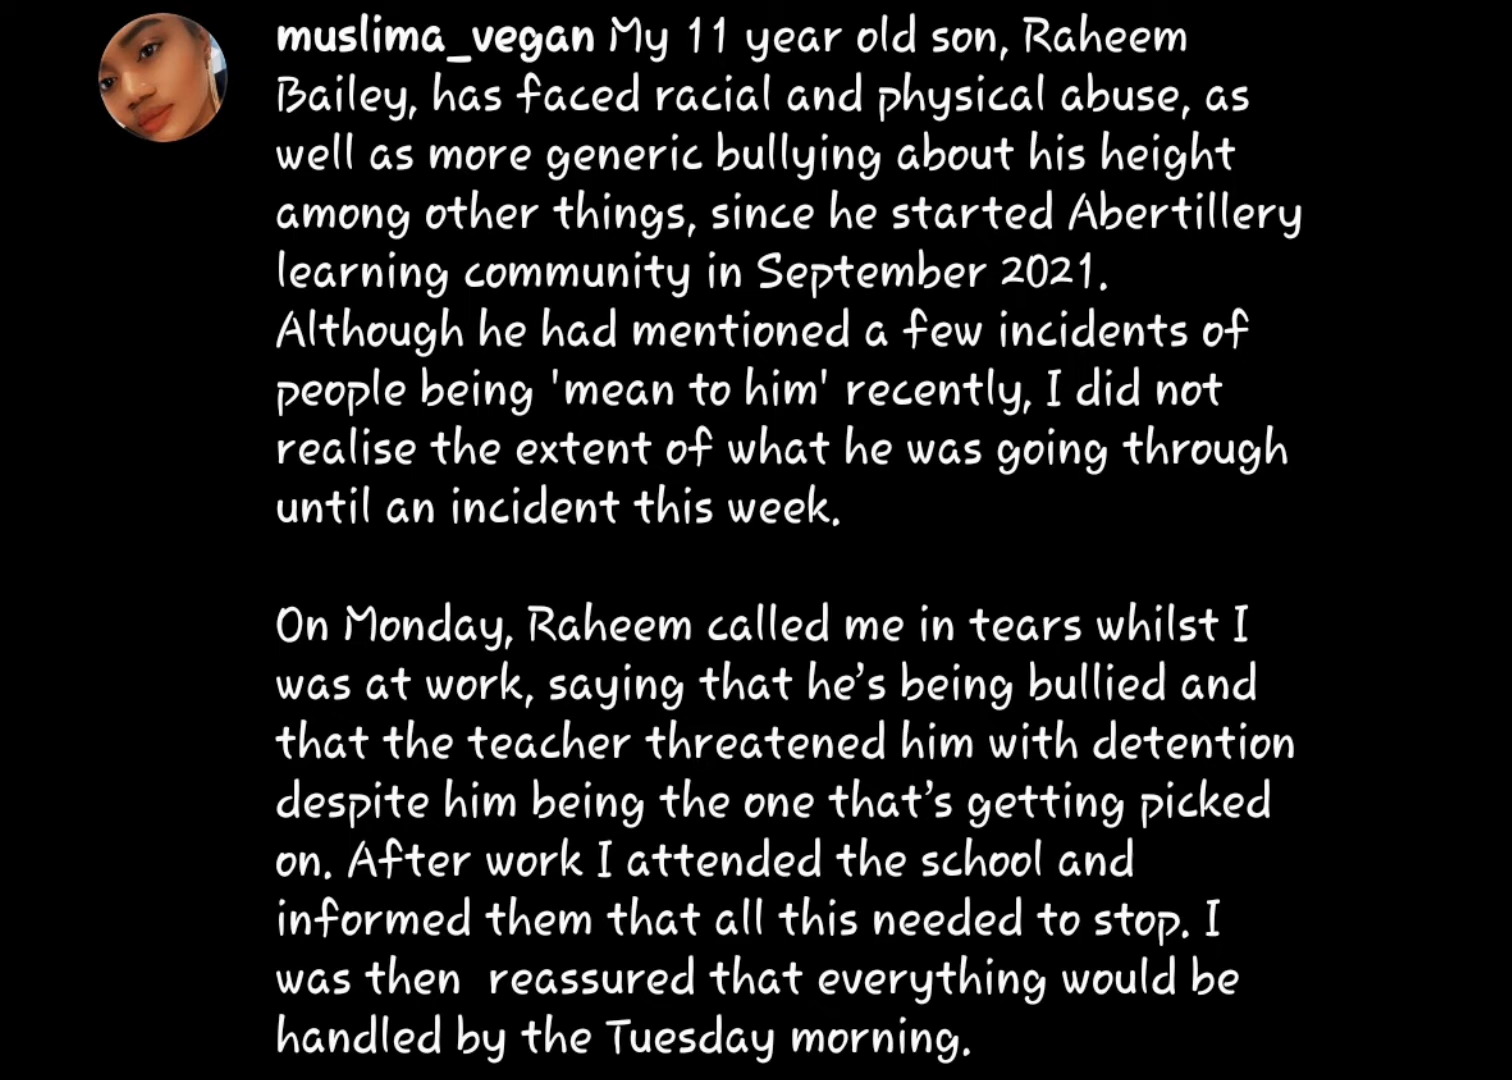 muslima_vegan My 11 year old son, Raheem
Bailey, has faced racial and physical abuse, as
well as more generic bullying about his height
among other things, since he started Abertillery
learning community in September 2021.
Although he had mentioned a few incidents of
people being 'mean to him' recently, I did not
realise the extent of what he was going through
until an incident this week.
On Monday, Raheem called me in tears whilst I
was at work, saying that he’s being bullied and
that the teacher threatened him with detention
despite him being the one that’s getting picked
on. After work I attended the school and
informed them that all this needed to stop. I
was then  reassured that everything would be
handled by the Tuesday morning.